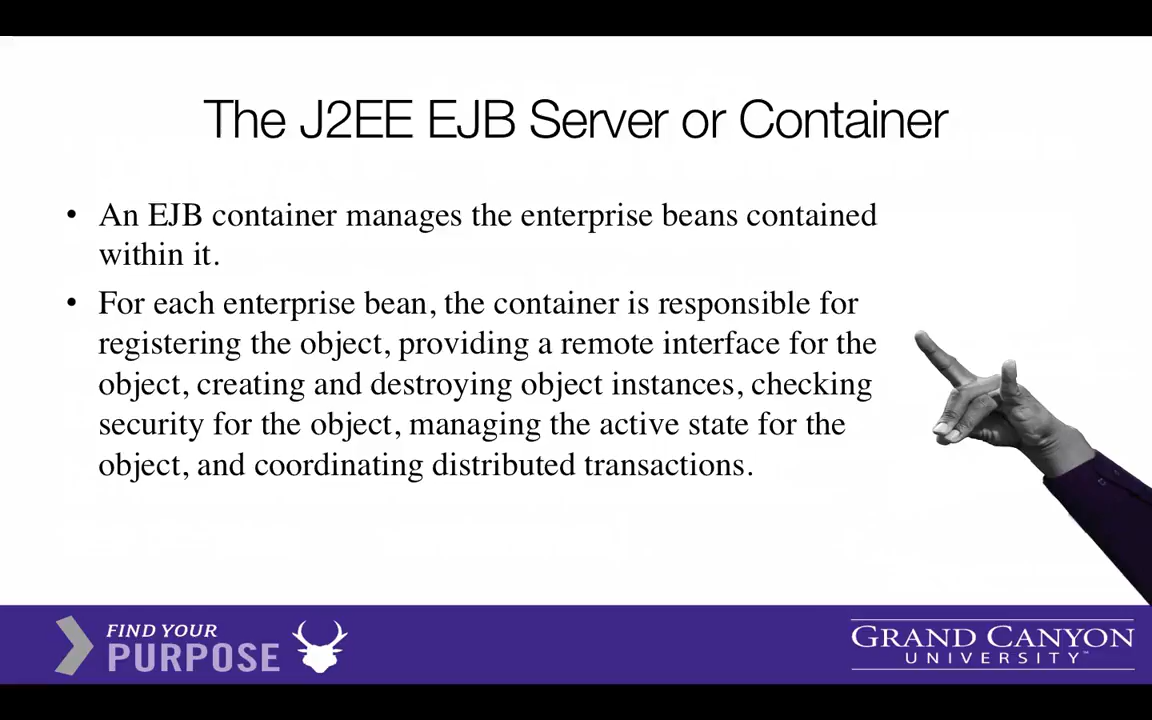 The J2EE EJB Server or Container
• An EJB container manages the enterprise beans contained
within it.
• For each enterprise bean, the container is responsible for
registering the object, providing a remote interface for the
object, creating and destroying object instances, checking
security for the object, managing the active state for the
object, and coordinating distributed transactions.
FIND YOUR
PURPOSE
GRAND CANYON
UNIVERSITY™